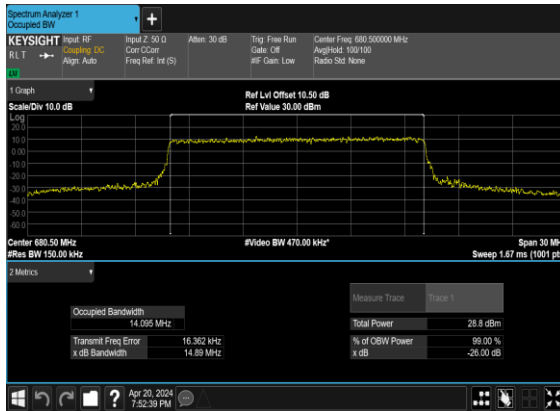 Spectrum Analyzer 1
Occupied BW
+
KEYSIGHT Input: RF Input Z: 50 Ω Atten: 30 dB Trig: Free Run Center Freq: 680.500000 MHz
RLT Coupling: DC Corr CCorr Gate: Off Avg|Hold: 100/100
Align: Auto Freq Ref: Int (S) #IF Gain: Low Radio Std: None
1 Graph
Ref Lvl Offset 10.50 dB
Scale/Div 10.0 dB Ref Value 30.00 dBm
Log
20.0
10.0
0.00
-10.0
-20.0
-30.0
-40.0
-50.0
-60.0
Center 680.50 MHz #Video BW 470.00 kHz* Span 30 MH
#Res BW 150.00 kHz Sweep 1.67 ms (1001 pt
2 Metrics
Measure Trace Trace 1
Occupied Bandwidth
14.095 MHz Total Power 28.8 dBm
Transmit Freq Error 16.362 kHz % of OBW Power 99.00 %
x dB Bandwidth 14.89 MHz x dB -26.00 dB
? Apr 20, 2024
7:52:39 PM